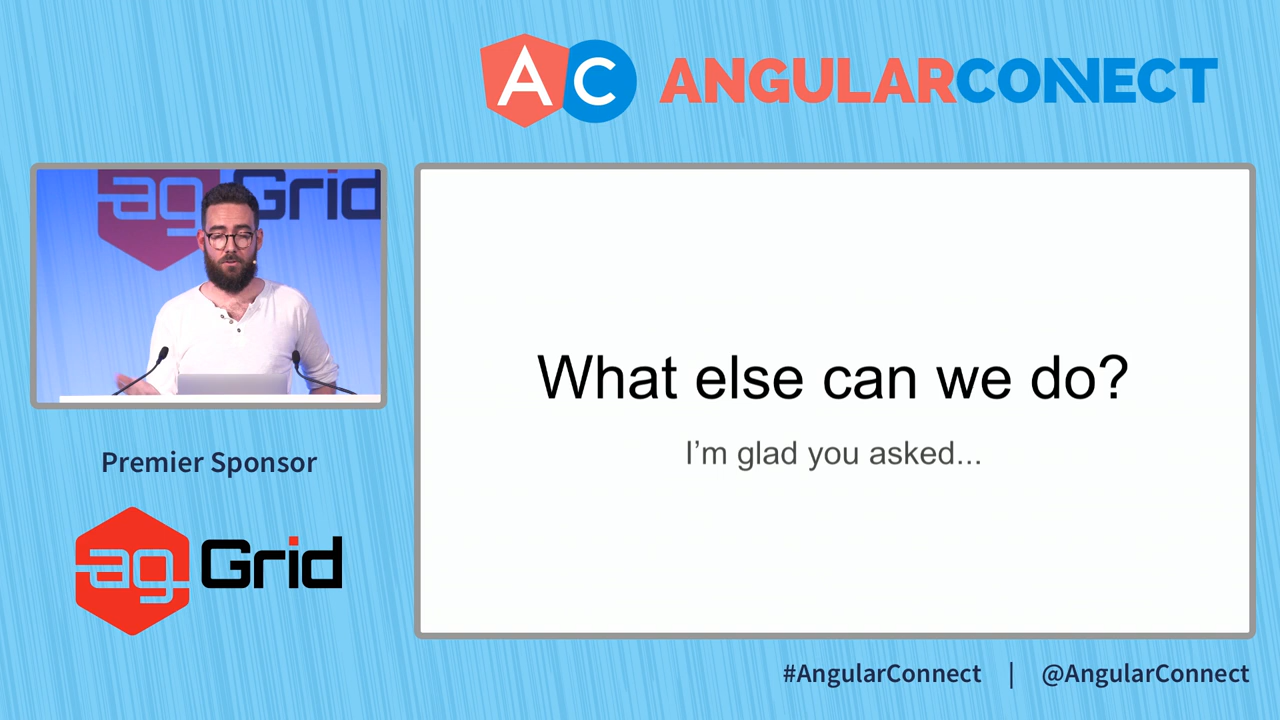 AC ANGULARCONNECT
ag Grid
What else can we do?
I'm glad you asked...
Premier Sponsor
ag Grid
#AngularConnect | @AngularConnect